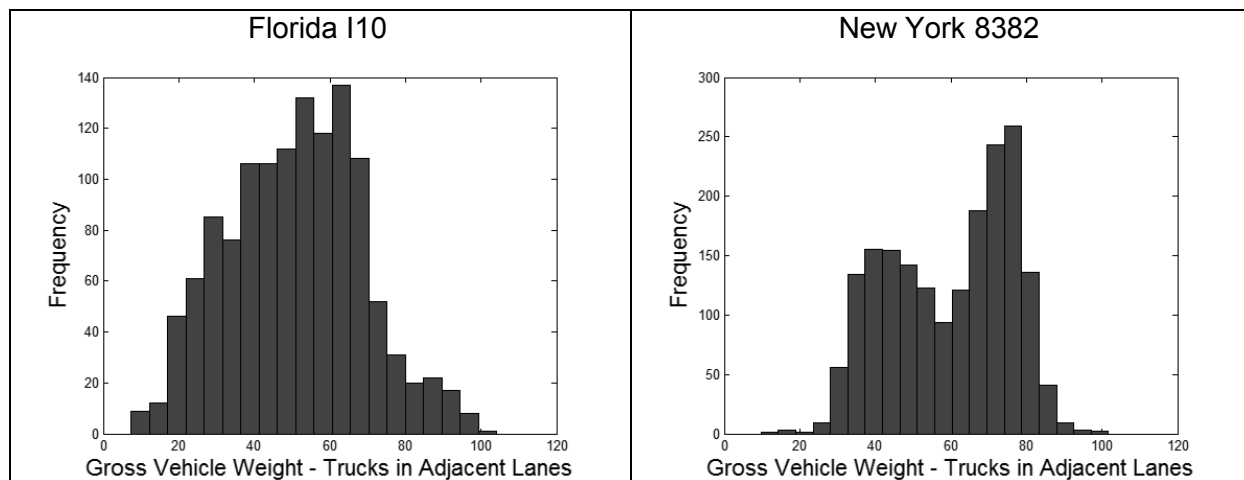 Florida I10
140
120
100
80
60
40
20
0
Frequency
0 20 40 60 80 100 120
Gross Vehicle Weight - Trucks in Adjacent Lanes
New York 8382
300
250
200
150
100
50
0
Frequency
0 20 40 60 80 100 120
Gross Vehicle Weight - Trucks in Adjacent Lanes